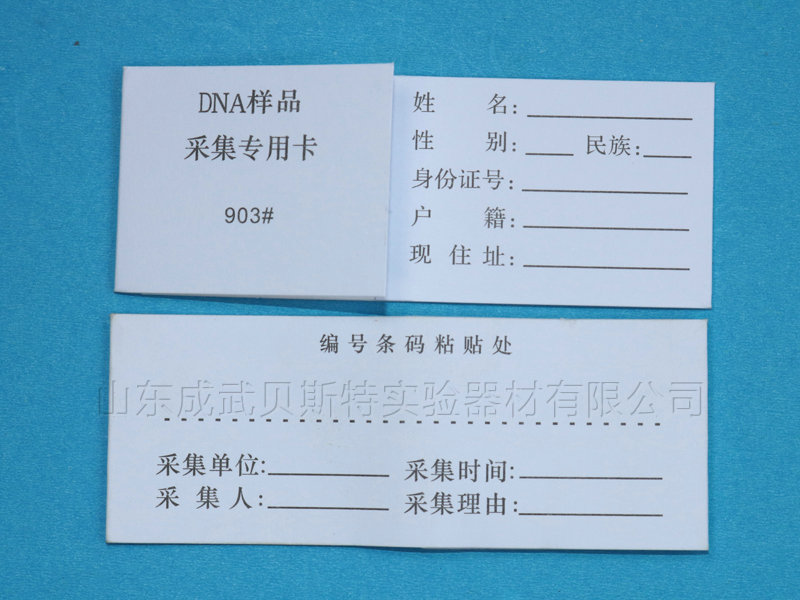 DNA样品
采集专用卡
903#
姓 名:
性 别: 民族:
身份证号:
户 籍:
现 住 址:
编号条码粘贴处
山东成武贝斯特实验器材有限公司
采集单位: 采集时间:
采 集 人: 采集理由: